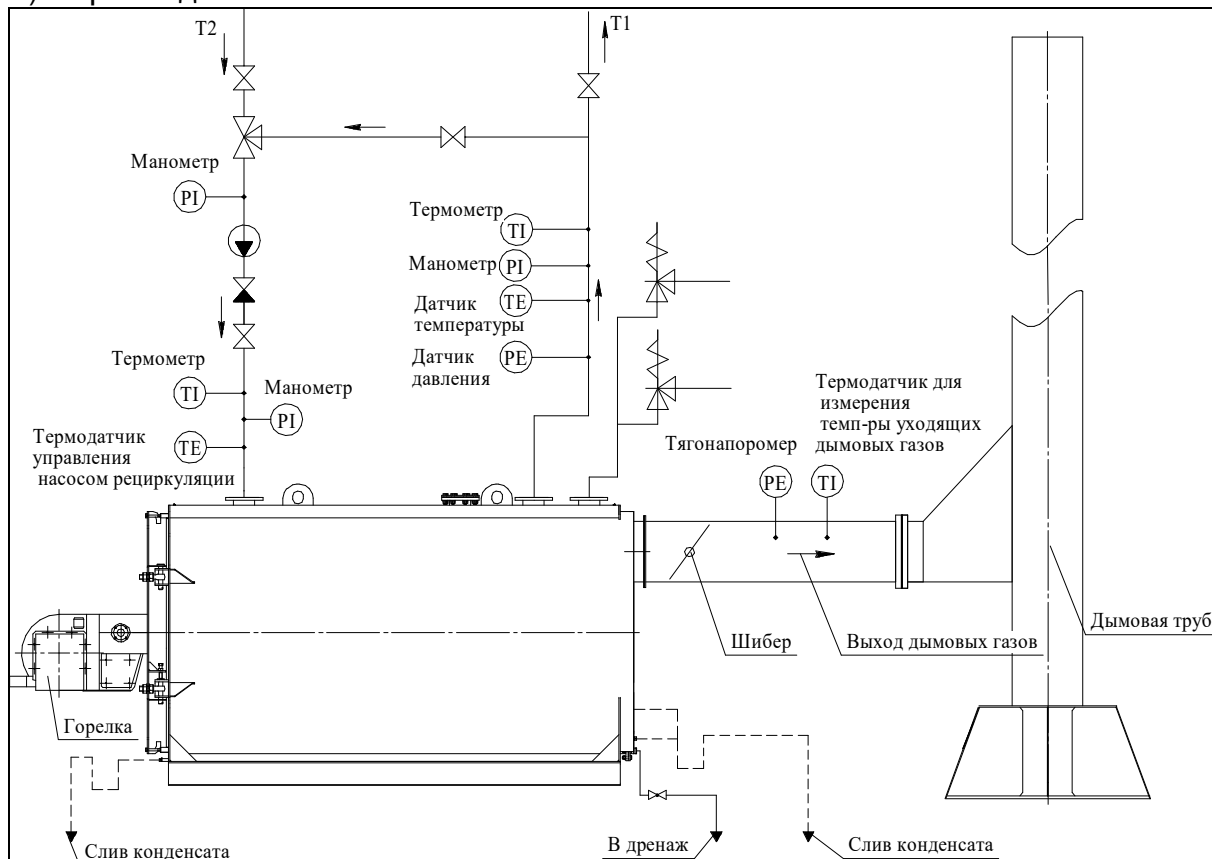 T2
T1
Манометр
PI
Термометр
TI
Манометр
PI
Датчик
температуры
TE
Датчик
давления
PE
Термометр
TI
Манометр
PI
Термодатчик
управления
насосом рециркуляции
TE
Термодатчик для
измерения
темп-ры уходящих
дымовых газов
Тягонапоромер
PE
TI
Шибер
Выход дымовых газов
Дымовая труб
Горелка
Слив конденсата
В дренаж
Слив конденсата